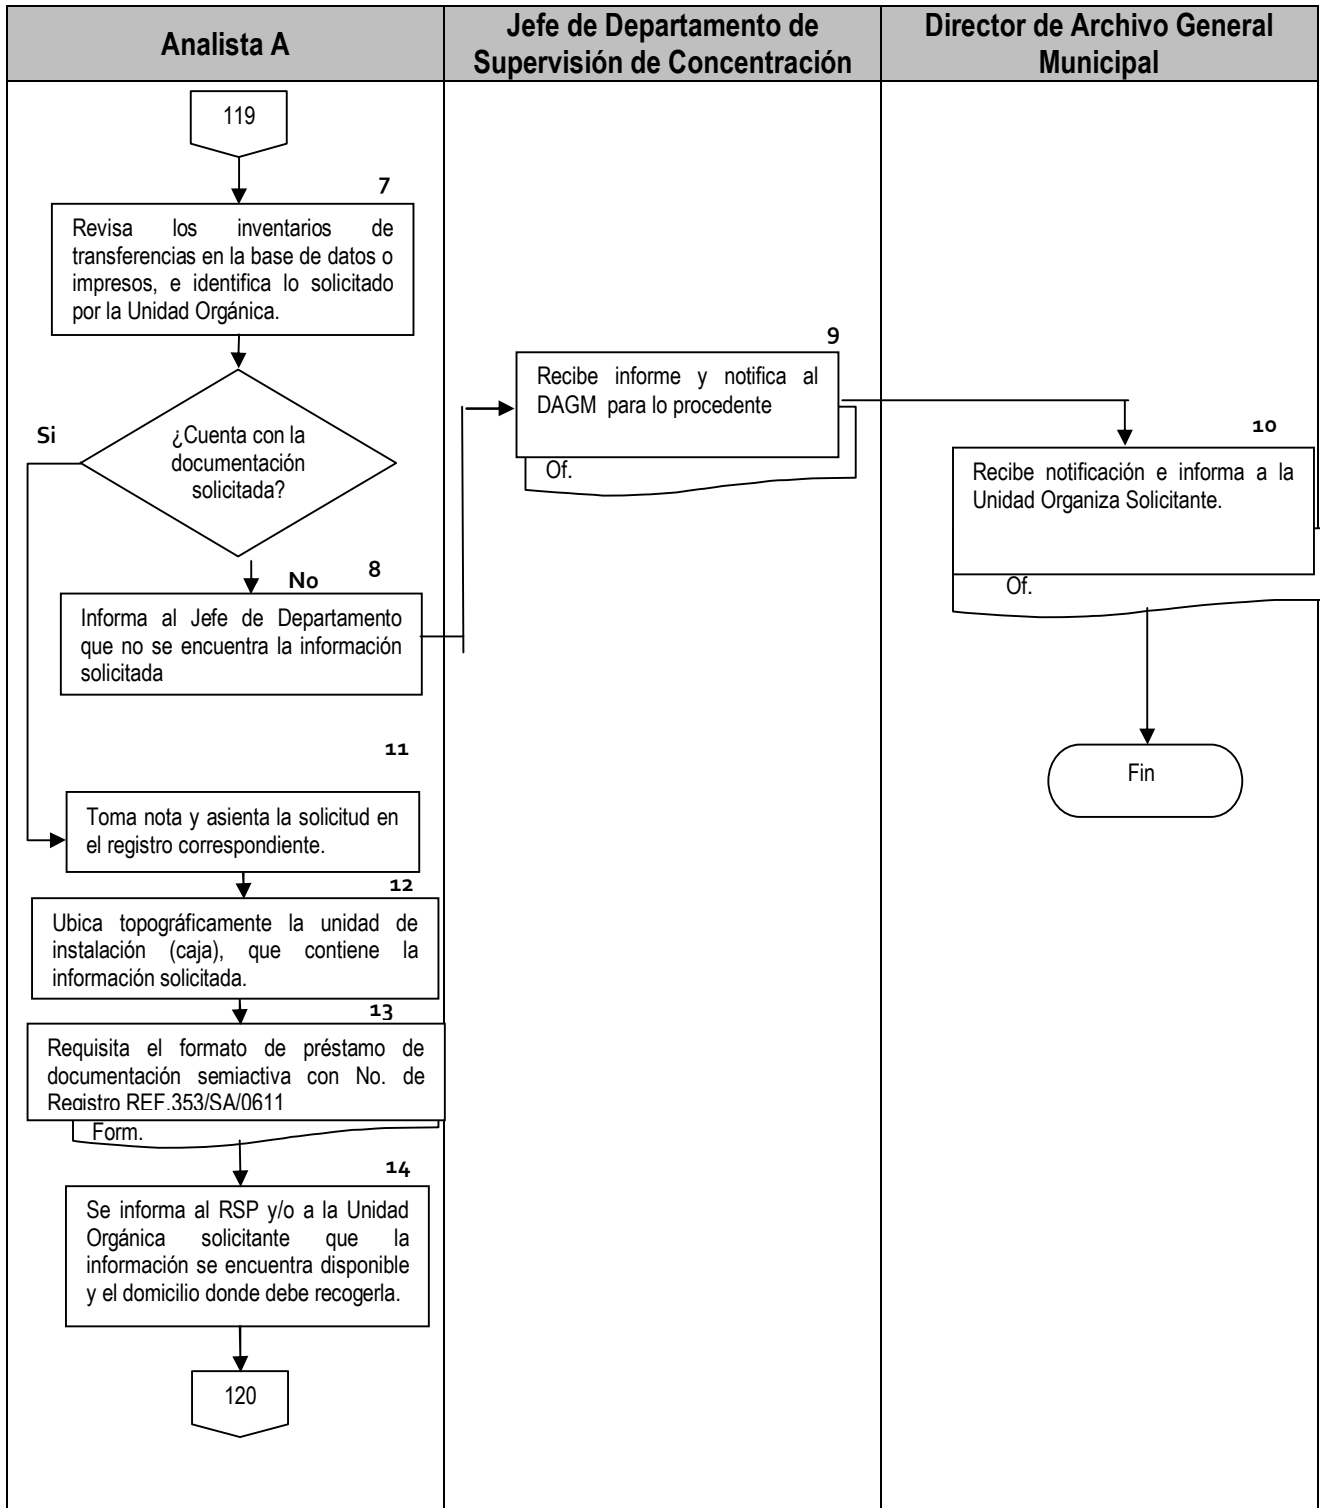 Analista A
Jefe de Departamento de
Supervisión de Concentración
Director de Archivo General
Municipal
119
7
Revisa los inventarios de
transferencias en la base de datos o
impresos, e identifica lo solicitado
por la Unidad Orgánica.
Si
¿Cuenta con la
documentación
solicitada?
No
8
Informa al Jefe de Departamento
que no se encuentra la información
solicitada
9
Recibe informe y notifica al
DAGM para lo procedente
Of.
10
Recibe notificación e informa a la
Unidad Organiza Solicitante.
Of.
Fin
11
Toma nota y asienta la solicitud en
el registro correspondiente.
12
Ubica topográficamente la unidad de
instalación (caja), que contiene la
información solicitada.
13
Requisita el formato de préstamo de
documentación semiactiva con No. de
Registro REF.353/SA/0611
Form.
14
Se informa al RSP y/o a la Unidad
Orgánica solicitante que la
información se encuentra disponible
y el domicilio donde debe recogerla.
120